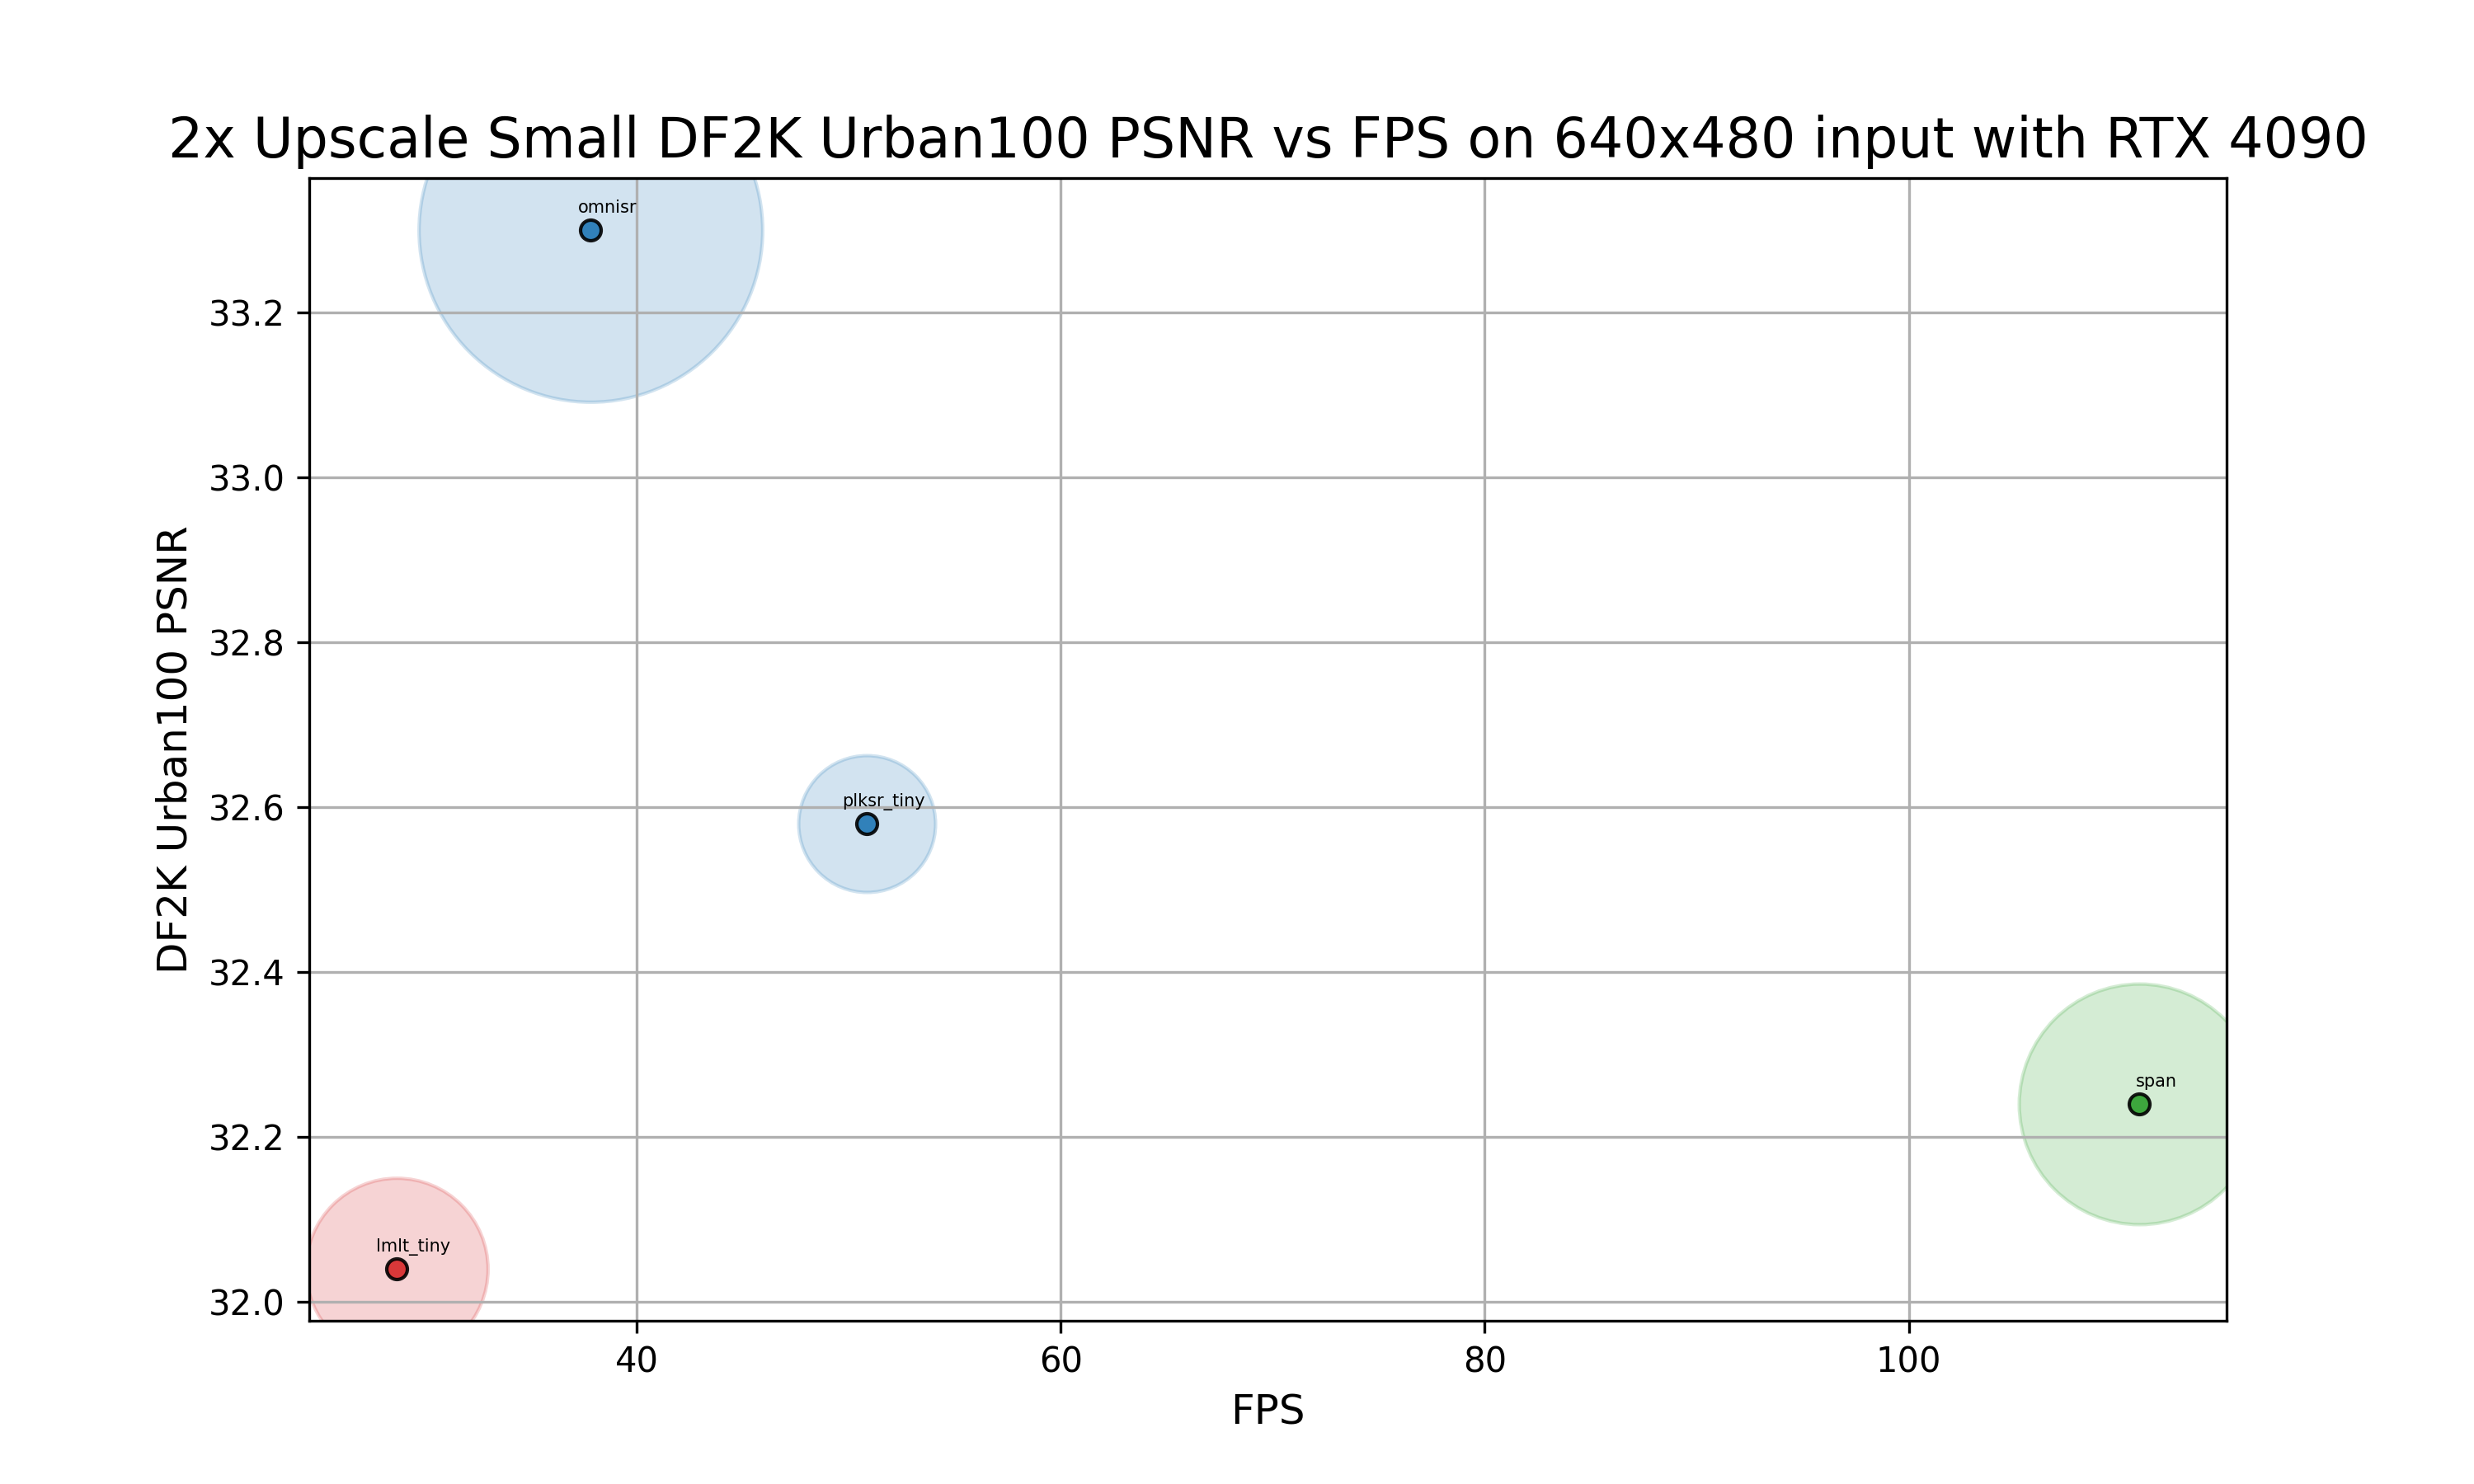 2x Upscale Small DF2K Urban100 PSNR vs FPS on 640x480 input with RTX 4090
omnisr
33.2
33.0
32.8
DF2K Urban100 PSNR
plksr_tiny
32.6
32.4
span
32.2
lmlt_tiny
32.0
40 60 80 100
FPS